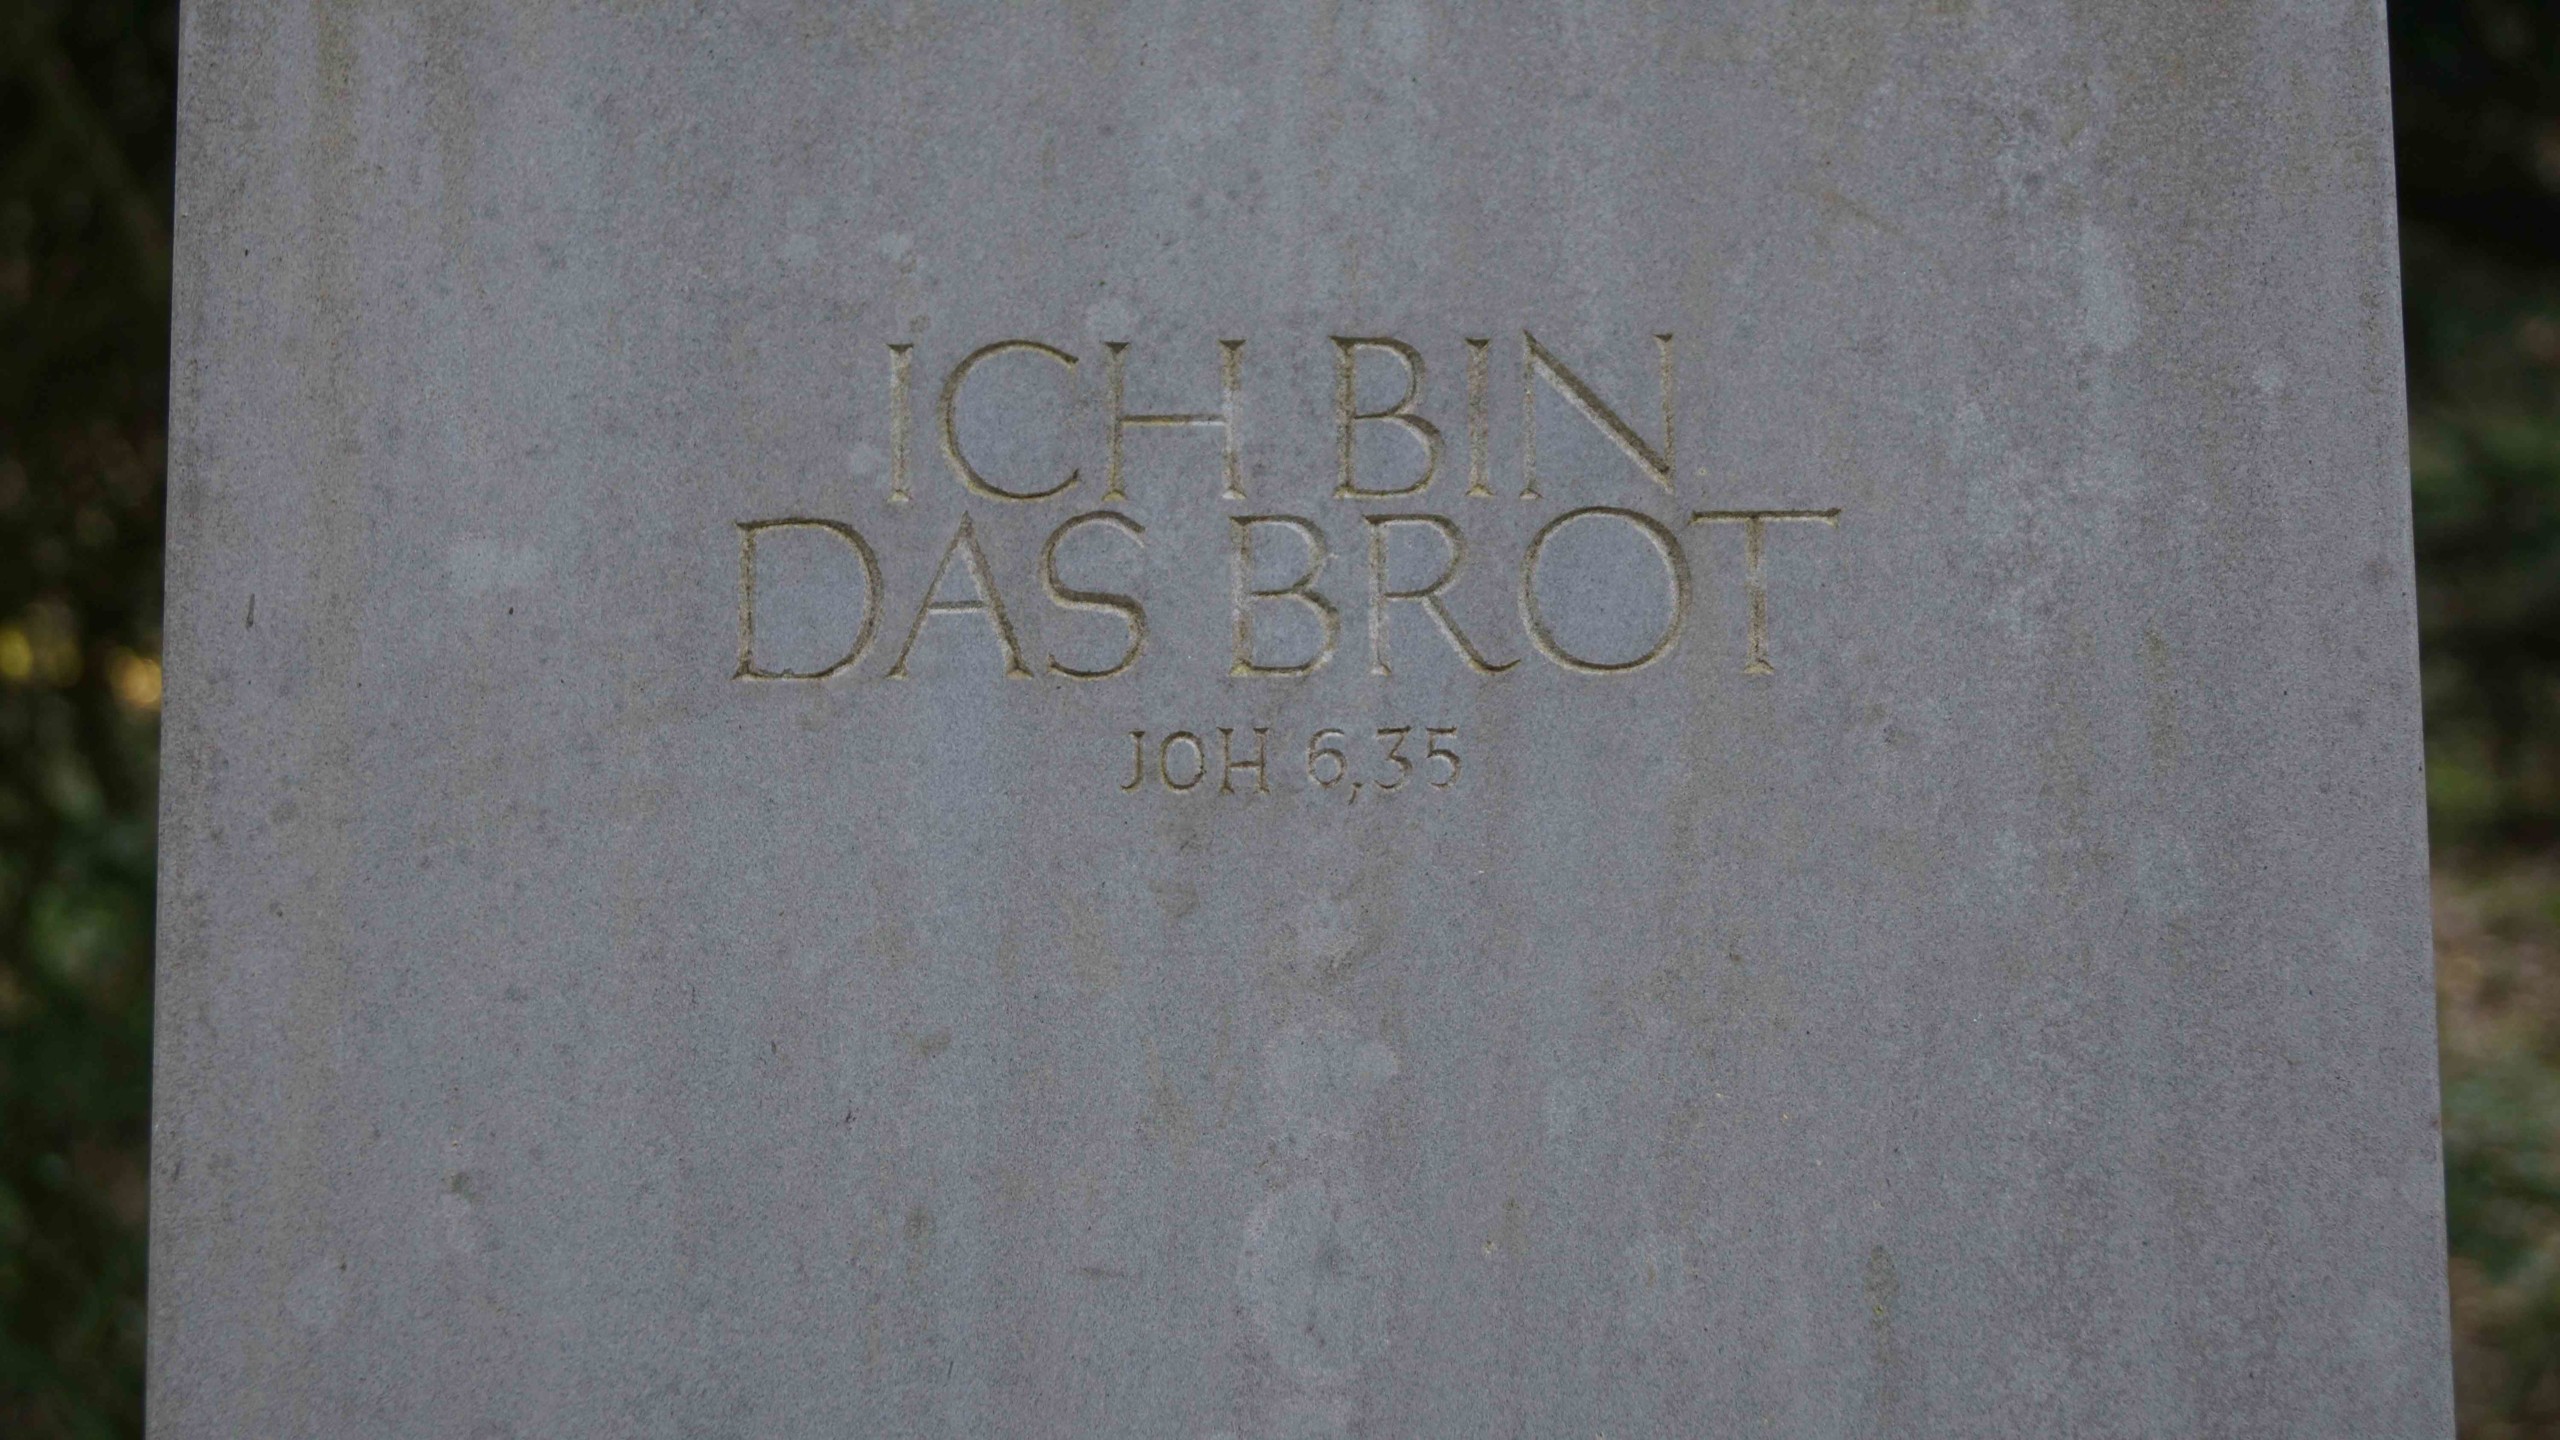 ICH BIN
DAS BROT
JOH 6,35